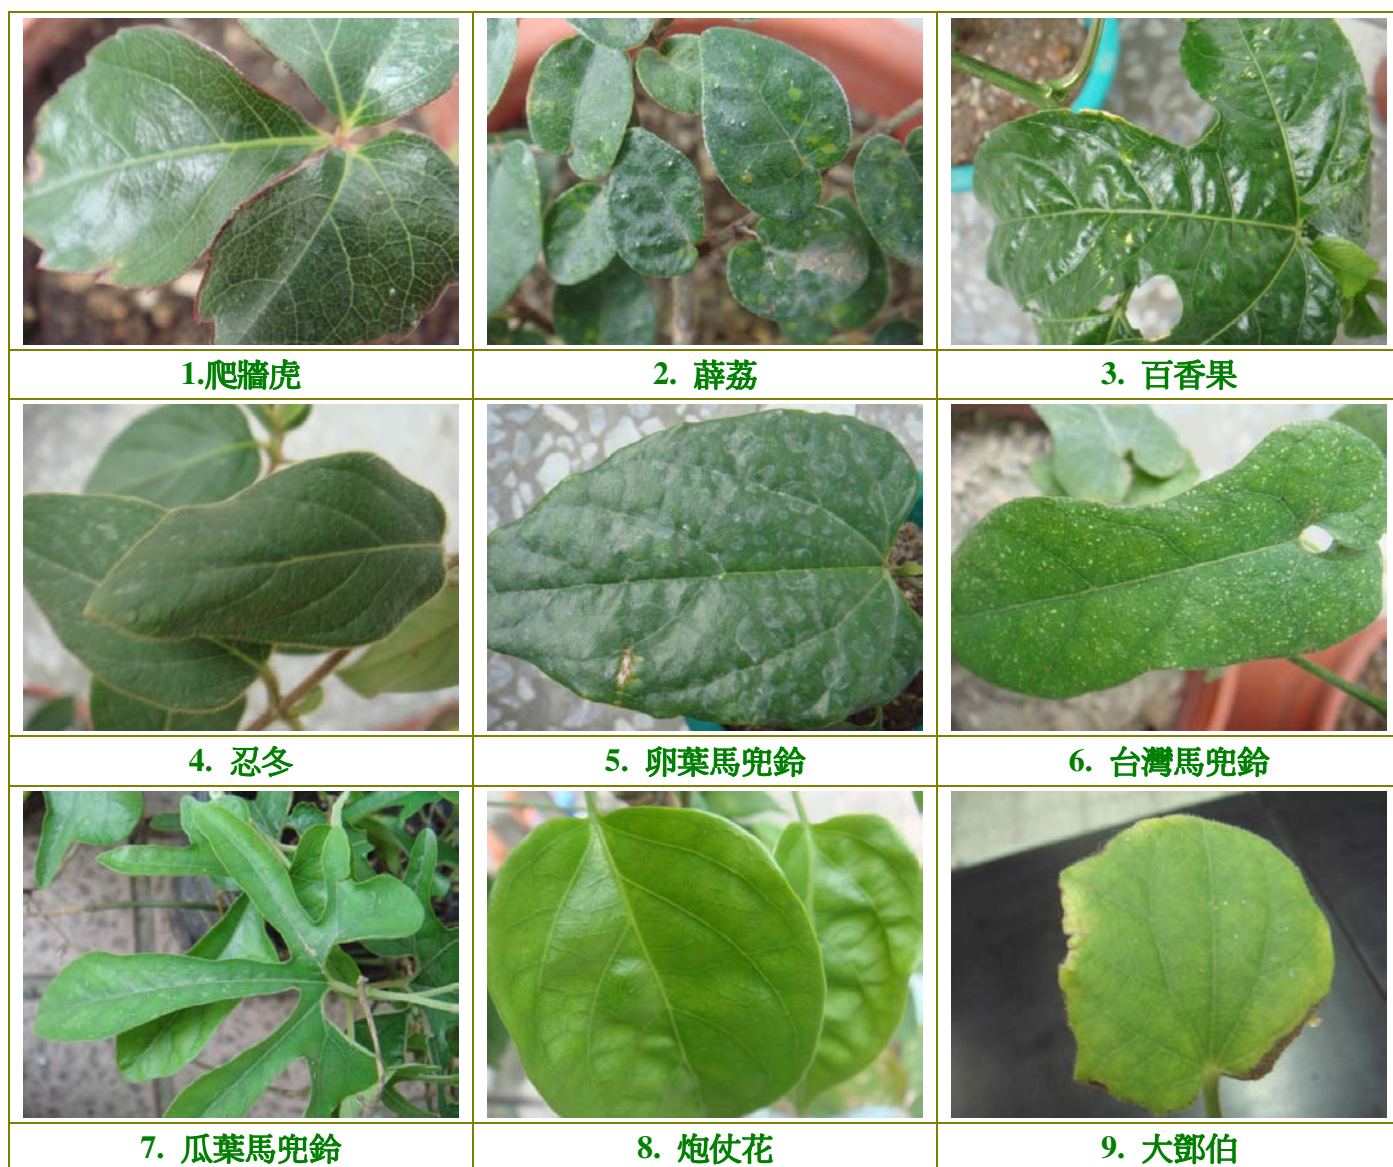 1.爬牆虎
2. 薜荔
3. 百香果
4. 忍冬
5. 卵葉馬兜鈴
6. 台灣馬兜鈴
7. 瓜葉馬兜鈴
8. 炮仗花
9. 大鄧伯